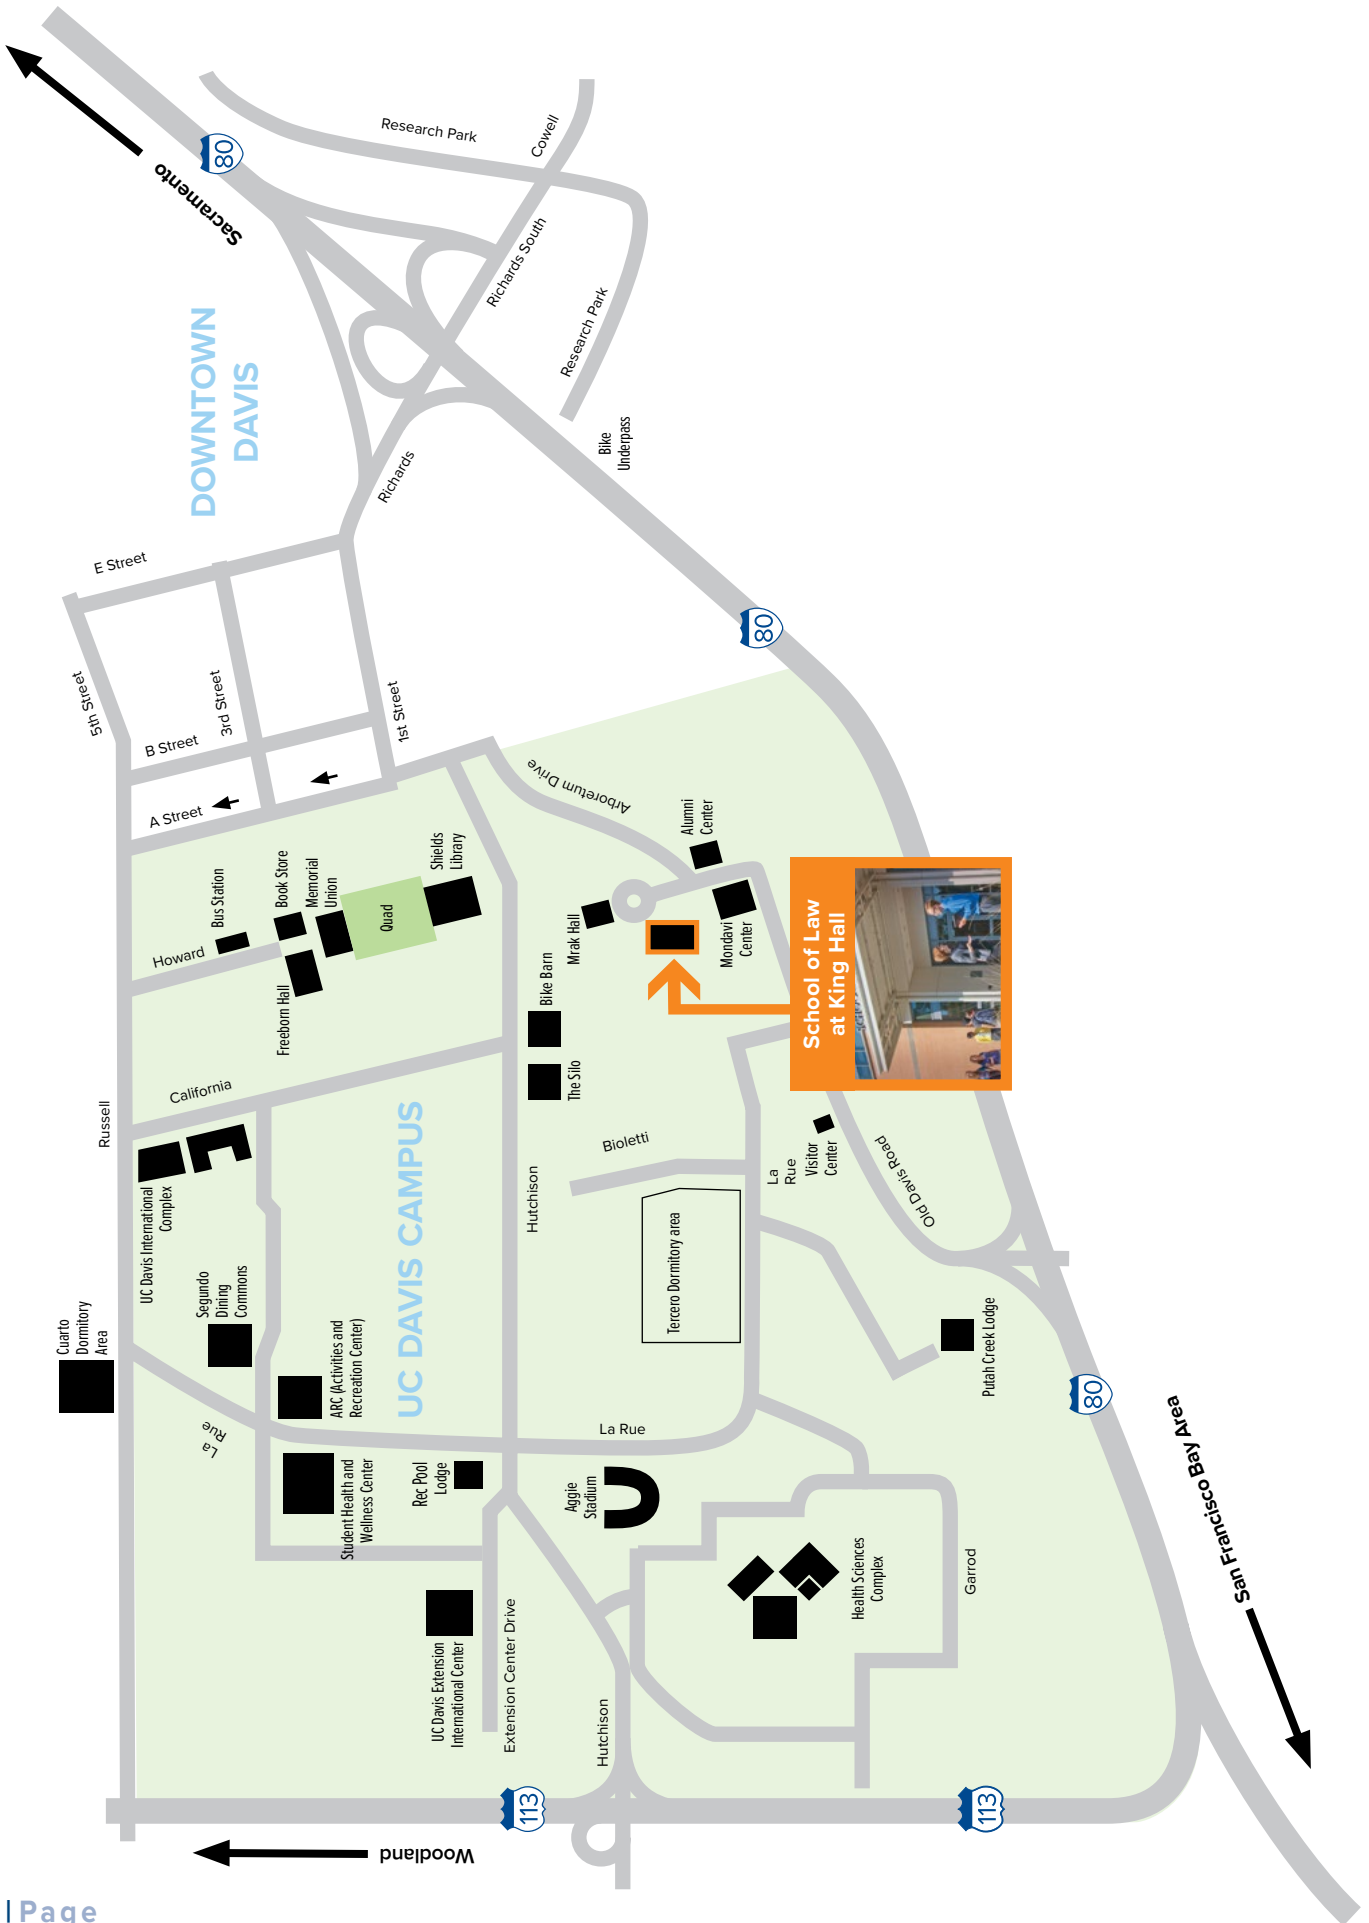 Sacramento
80
Research Park
Cowell
Richards South
Research Park
DOWNTOWN
DAVIS
Richards
Bike
Underpass
E Street
5th Street
3rd Street
B Street
A Street
1st Street
80
Arboretum Drive
Alumni
Center
Howard
Bus Station
Book Store
Memorial
Union
Quad
Shields
Library
Freeborn Hall
Mrak Hall
Mondavi
Center
School of Law
at King Hall
Bike Barn
The Silo
California
Russell
UC Davis International
Complex
Hutchison
Bioletti
La
Rue
Visitor
Center
Old Davis Road
Cuarto
Dormitory
Area
Segundo
Dining
Commons
ARC (Activities and
Recreation Center)
UC DAVIS CAMPUS
Tercero Dormitory area
Putah Creek Lodge
La
Rue
La Rue
Student Health and
Wellness Center
Rec Pool
Lodge
Aggie
Stadium
Health Sciences
Complex
Garrod
80
San Francisco Bay Area
UC Davis Extension
International Center
Extension Center Drive
Hutchison
113
113
Woodland
| Page